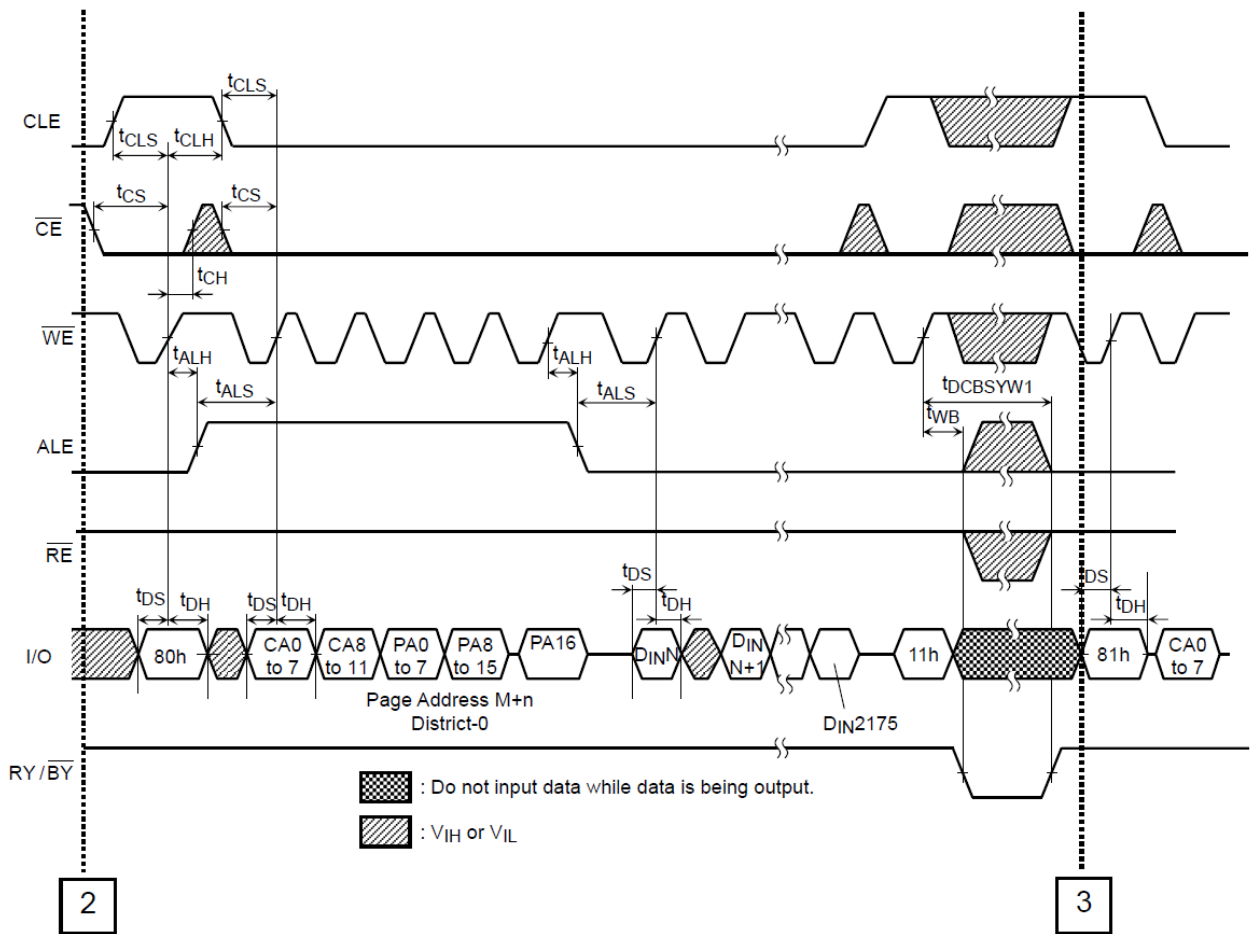 tCLS
CLE
tCLS tCLH
tCS tCS
CE
tCH
WE
tALH tALH
tALS tALS tDCBSYW1
tWB
ALE
RE
tDS tDS
tDS tDH tDS tDH tDH tDH
I/O
80h
CA0 to 7
CA8 to 11
PA0 to 7
PA8 to 15
PA16
DINN
DIN N+1
11h
81h
CA0 to 7
Page Address M+n
District-0
DIN2175
RY / BY
: Do not input data while data is being output.
: VIH or VIL
2
3